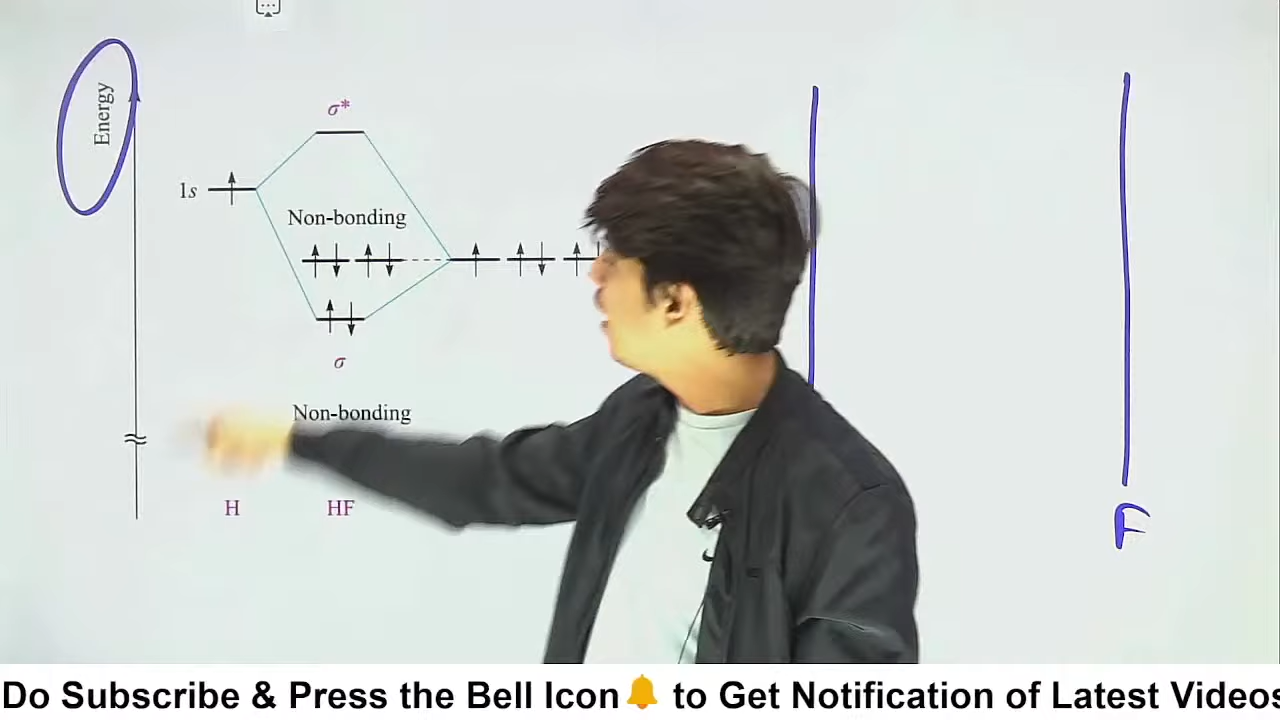 Energy
σ*
1s
Non-bonding
σ
Non-bonding
H HF
F
Do Subscribe & Press the Bell Icon🔔 to Get Notification of Latest Videos